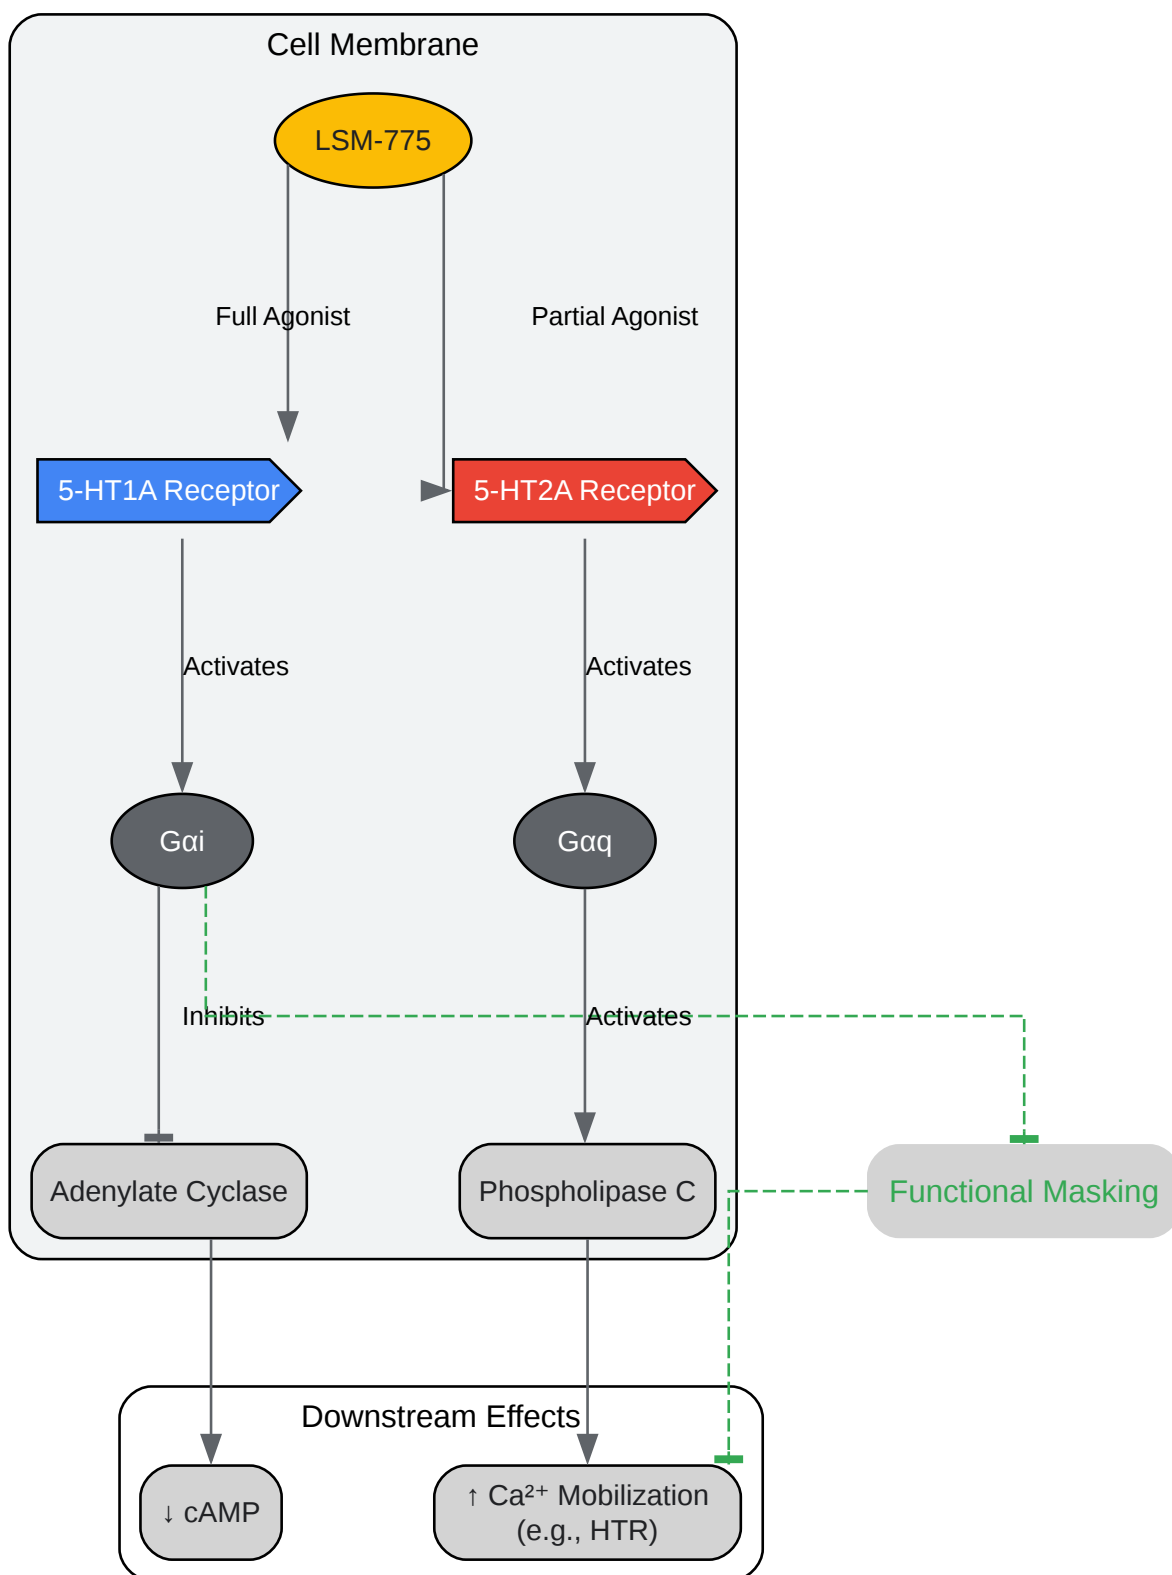 Cell Membrane
LSM-775
Full Agonist
Partial Agonist
5-HT1A Receptor
5-HT2A Receptor
Activates
Activates
Gαi
Gαq
Inhibits
Activates
Adenylate Cyclase
Phospholipase C
Functional Masking
Downstream Effects
↓ cAMP
↑ Ca²⁺ Mobilization
(e.g., HTR)